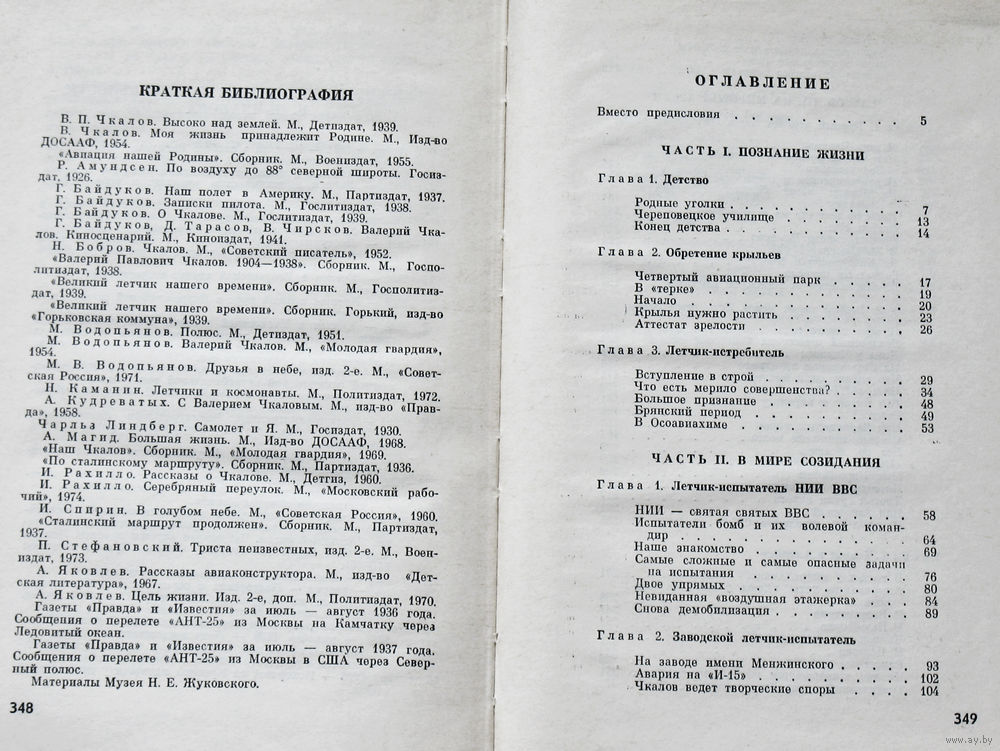 КРАТКАЯ БИБЛИОГРАФИЯ
В. П. Чкалов. Высоко над землей. М., Детиздат, 1939.
В. Чкалов. Моя жизнь принадлежит Родине. М., Изд-во
ДОСААФ, 1954.
«Авиация нашей Родины». Сборник. М., Воениздат, 1955.
Р. Амундсен. По воздуху до 88° северной широты. Госиз-
дат, 1926.
Г. Байдуков. Наш полет в Америку. М., Партиздат, 1937.
Г. Байдуков. Записки пилота. М., Гослитиздат, 1938.
Г. Байдуков. О Чкалове. М., Гослитиздат, 1939.
Г. Байдуков, Д. Тарасов, Б. Чирсков. Валерий Чка-
лов. Киносценарий. М., Киноиздат, 1941.
Н. Бобров. Чкалов. М., «Советский писатель», 1952.
«Валерий Павлович Чкалов. 1904—1938». Сборник. М., Госпо-
литиздат, 1938.
«Великий летчик нашего времени». Сборник. М., Госполитиз-
дат, 1939.
«Великий летчик нашего времени». Сборник. Горький, изд-во
«Горьковская коммуна», 1939.
М. Водопьянов. Полюс. М., Детиздат, 1951.
М. Водопьянов. Валерий Чкалов. М., «Молодая гвардия»,
1954.
М. В. Водопьянов. Друзья в небе, изд. 2-е. М., «Совет-
ская Россия», 1971.
Н. Каманин. Летчики и космонавты. М., Политиздат, 1972.
А. Кудреватых. С Валерием Чкаловым. М., изд-во «Прав-
да», 1958.
Чарльз Линдберг. Самолет и Я. М., Госиздат, 1930.
А. Магид. Большая жизнь. М., Изд-во ДОСААФ, 1968.
«Наш Чкалов». Сборник. М., «Молодая гвардия», 1969.
«По сталинскому маршруту». Сборник. М., Партиздат, 1936.
И. Рахилло. Рассказы о Чкалове. М., Детгиз, 1960.
И. Рахилло. Серебряный переулок. М., «Московский рабо-
чий», 1974.
И. Спирин. В голубом небе. М., «Советская Россия», 1960.
«Сталинский маршрут продолжен». Сборник. М., Партиздат,
1937.
П. Стефановский. Триста неизвестных, изд. 2-е. М., Воен-
издат, 1973.
А. Яковлев. Рассказы авиаконструктора. М., изд-во «Дет-
ская литература», 1967.
А. Яковлев. Цель жизни. Изд. 2-е, доп. М., Политиздат, 1970.
Газеты «Правда» и «Известия» за июль — август 1936 года.
Сообщения о перелете «АНТ-25» из Москвы на Камчатку через
Ледовитый океан.
Газеты «Правда» и «Известия» за июль — август 1937 года.
Сообщения о перелете «АНТ-25» из Москвы в США через Север-
ный полюс.
Материалы Музея Н. Е. Жуковского.
348
ОГЛАВЛЕНИЕ
Вместо предисловия . . . . . . . . . . . 5
ЧАСТЬ I. ПОЗНАНИЕ ЖИЗНИ
Глава 1. Детство
Родные уголки . . . . . . . . . . . 7
Череповецкое училище . . . . . . . . 13
Конец детства . . . . . . . . . . . 14
Глава 2. Обретение крыльев
Четвертый авиационный парк . . . . . 17
В «терке» . . . . . . . . . . . . 19
Начало . . . . . . . . . . . . . 20
Крылья нужно растить . . . . . . . . 23
Аттестат зрелости . . . . . . . . . 26
Глава 3. Летчик-истребитель
Вступление в строй . . . . . . . . . 29
Что есть мерило совершенства? . . . . . 34
Большое признание . . . . . . . . . 48
Брянский период . . . . . . . . . . 49
В Осоавиахиме . . . . . . . . . . . 53
ЧАСТЬ II. В МИРЕ СОЗИДАНИЯ
Глава 1. Летчик-испытатель НИИ ВВС
НИИ — святая святых ВВС . . . . . . 58
Испытатели бомб и их волевой коман-
дир . . . . . . . . . . . . . . 64
Наше знакомство . . . . . . . . . . 69
Самые сложные и самые опасные задачи
на испытания . . . . . . . . . . 76
Двое упрямых . . . . . . . . . . . 80
Невиданная «воздушная этажерка» . . . . 84
Снова демобилизация . . . . . . . . . 89
Глава 2. Заводской летчик-испытатель
На заводе имени Менжинского . . . . . 93
Авария на «И-15» . . . . . . . . . . 102
Чкалов ведет творческие споры . . . . 104
349
www.ay.by